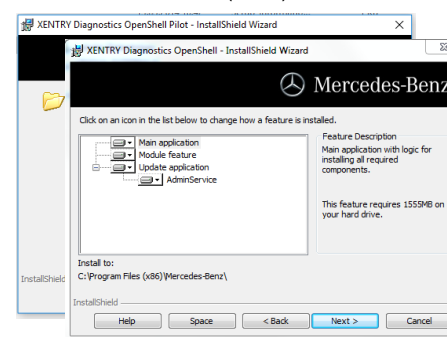 XENTRY Diagnostics OpenShell Pilot - InstallShield Wizard
XENTRY Diagnostics OpenShell - InstallShield Wizard
Mercedes-Benz
Click on an icon in the list below to change how a feature is installed.
Main application
Module feature
Update application
AdminService
Feature Description
Main application with logic for
installing all required
components.
This feature requires 1555MB on
your hard drive.
Install to:
C:\Program Files (x86)\Mercedes-Benz\
InstallShield
InstallShield
Help
Space
< Back
Next >
Cancel